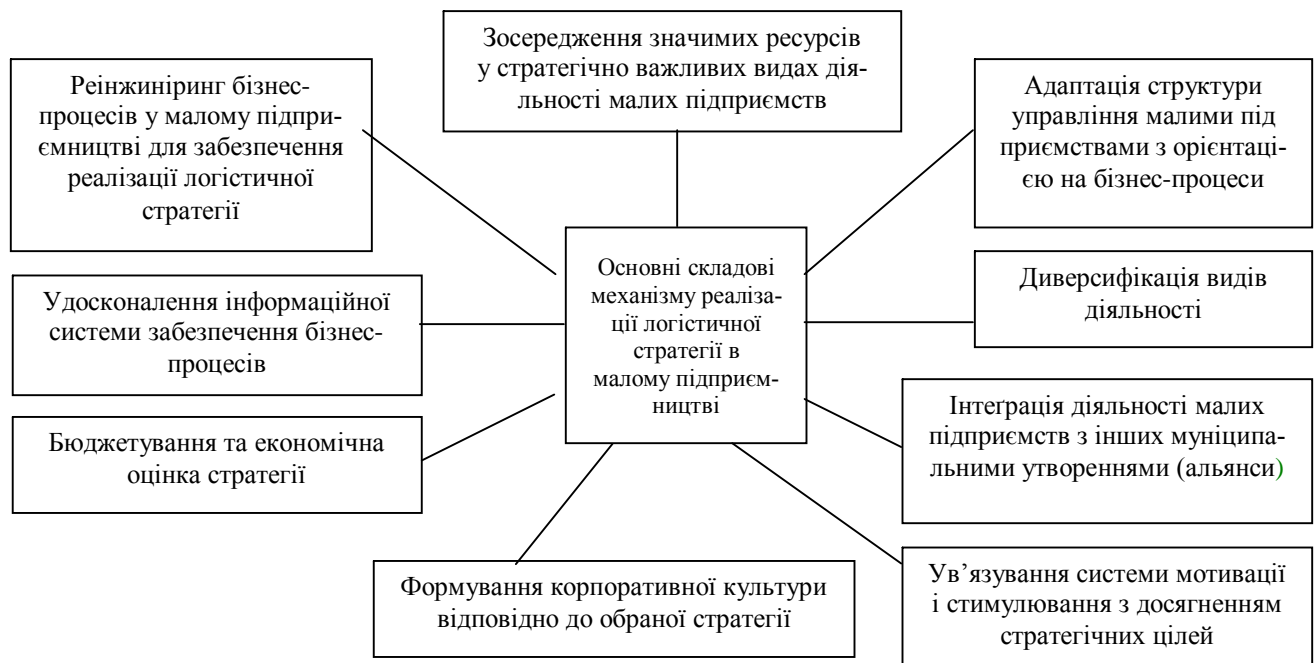 Зосередження значимих ресурсів
у стратегічно важливих видах дія-
льності малих підприємств
Реінжиніринг бізнес-
процесів у малому підпри-
ємництві для забезпечення
реалізації логістичної
стратегії
Адаптація структури
управління малими під
приємствами з орієнтаці-
єю на бізнес-процеси
Основні складові
механізму реаліза-
ції логістичної
стратегії в
малому підприєм-
ництві
Удосконалення інформаційної
системи забезпечення бізнес-
процесів
Диверсифікація видів
діяльності
Бюджетування та економічна
оцінка стратегії
Інтеґрація діяльності малих
підприємств з інших муніципа-
льними утвореннями (альянси)
Формування корпоративної культури
відповідно до обраної стратегії
Ув’язування системи мотивації
і стимулювання з досягненням
стратегічних цілей